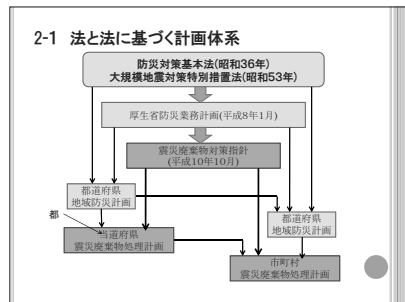 2-1 法と法に基づく計画体系
防災対策基本法(昭和36年)
大規模地震対策特別措置法(昭和53年)
厚生省防災業務計画(平成8年1月)
震災廃棄物対策指針
(平成10年10月)
都道府県
地域防災計画
都道府県
地域防災計画
都
当道府県
震災廃棄物処理計画
市町村
震災廃棄物処理計画